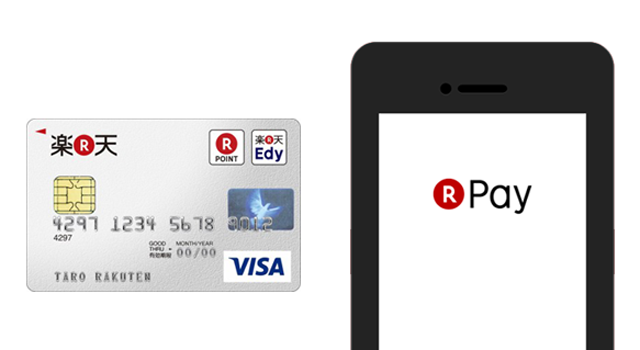 楽R天
R
POINT
楽R天
Edy
4297 1234 5678 9012
4297
GOOD THRU 有効期限
MONTH/YEAR
00/00
VISA
TARO RAKUTEN
R Pay